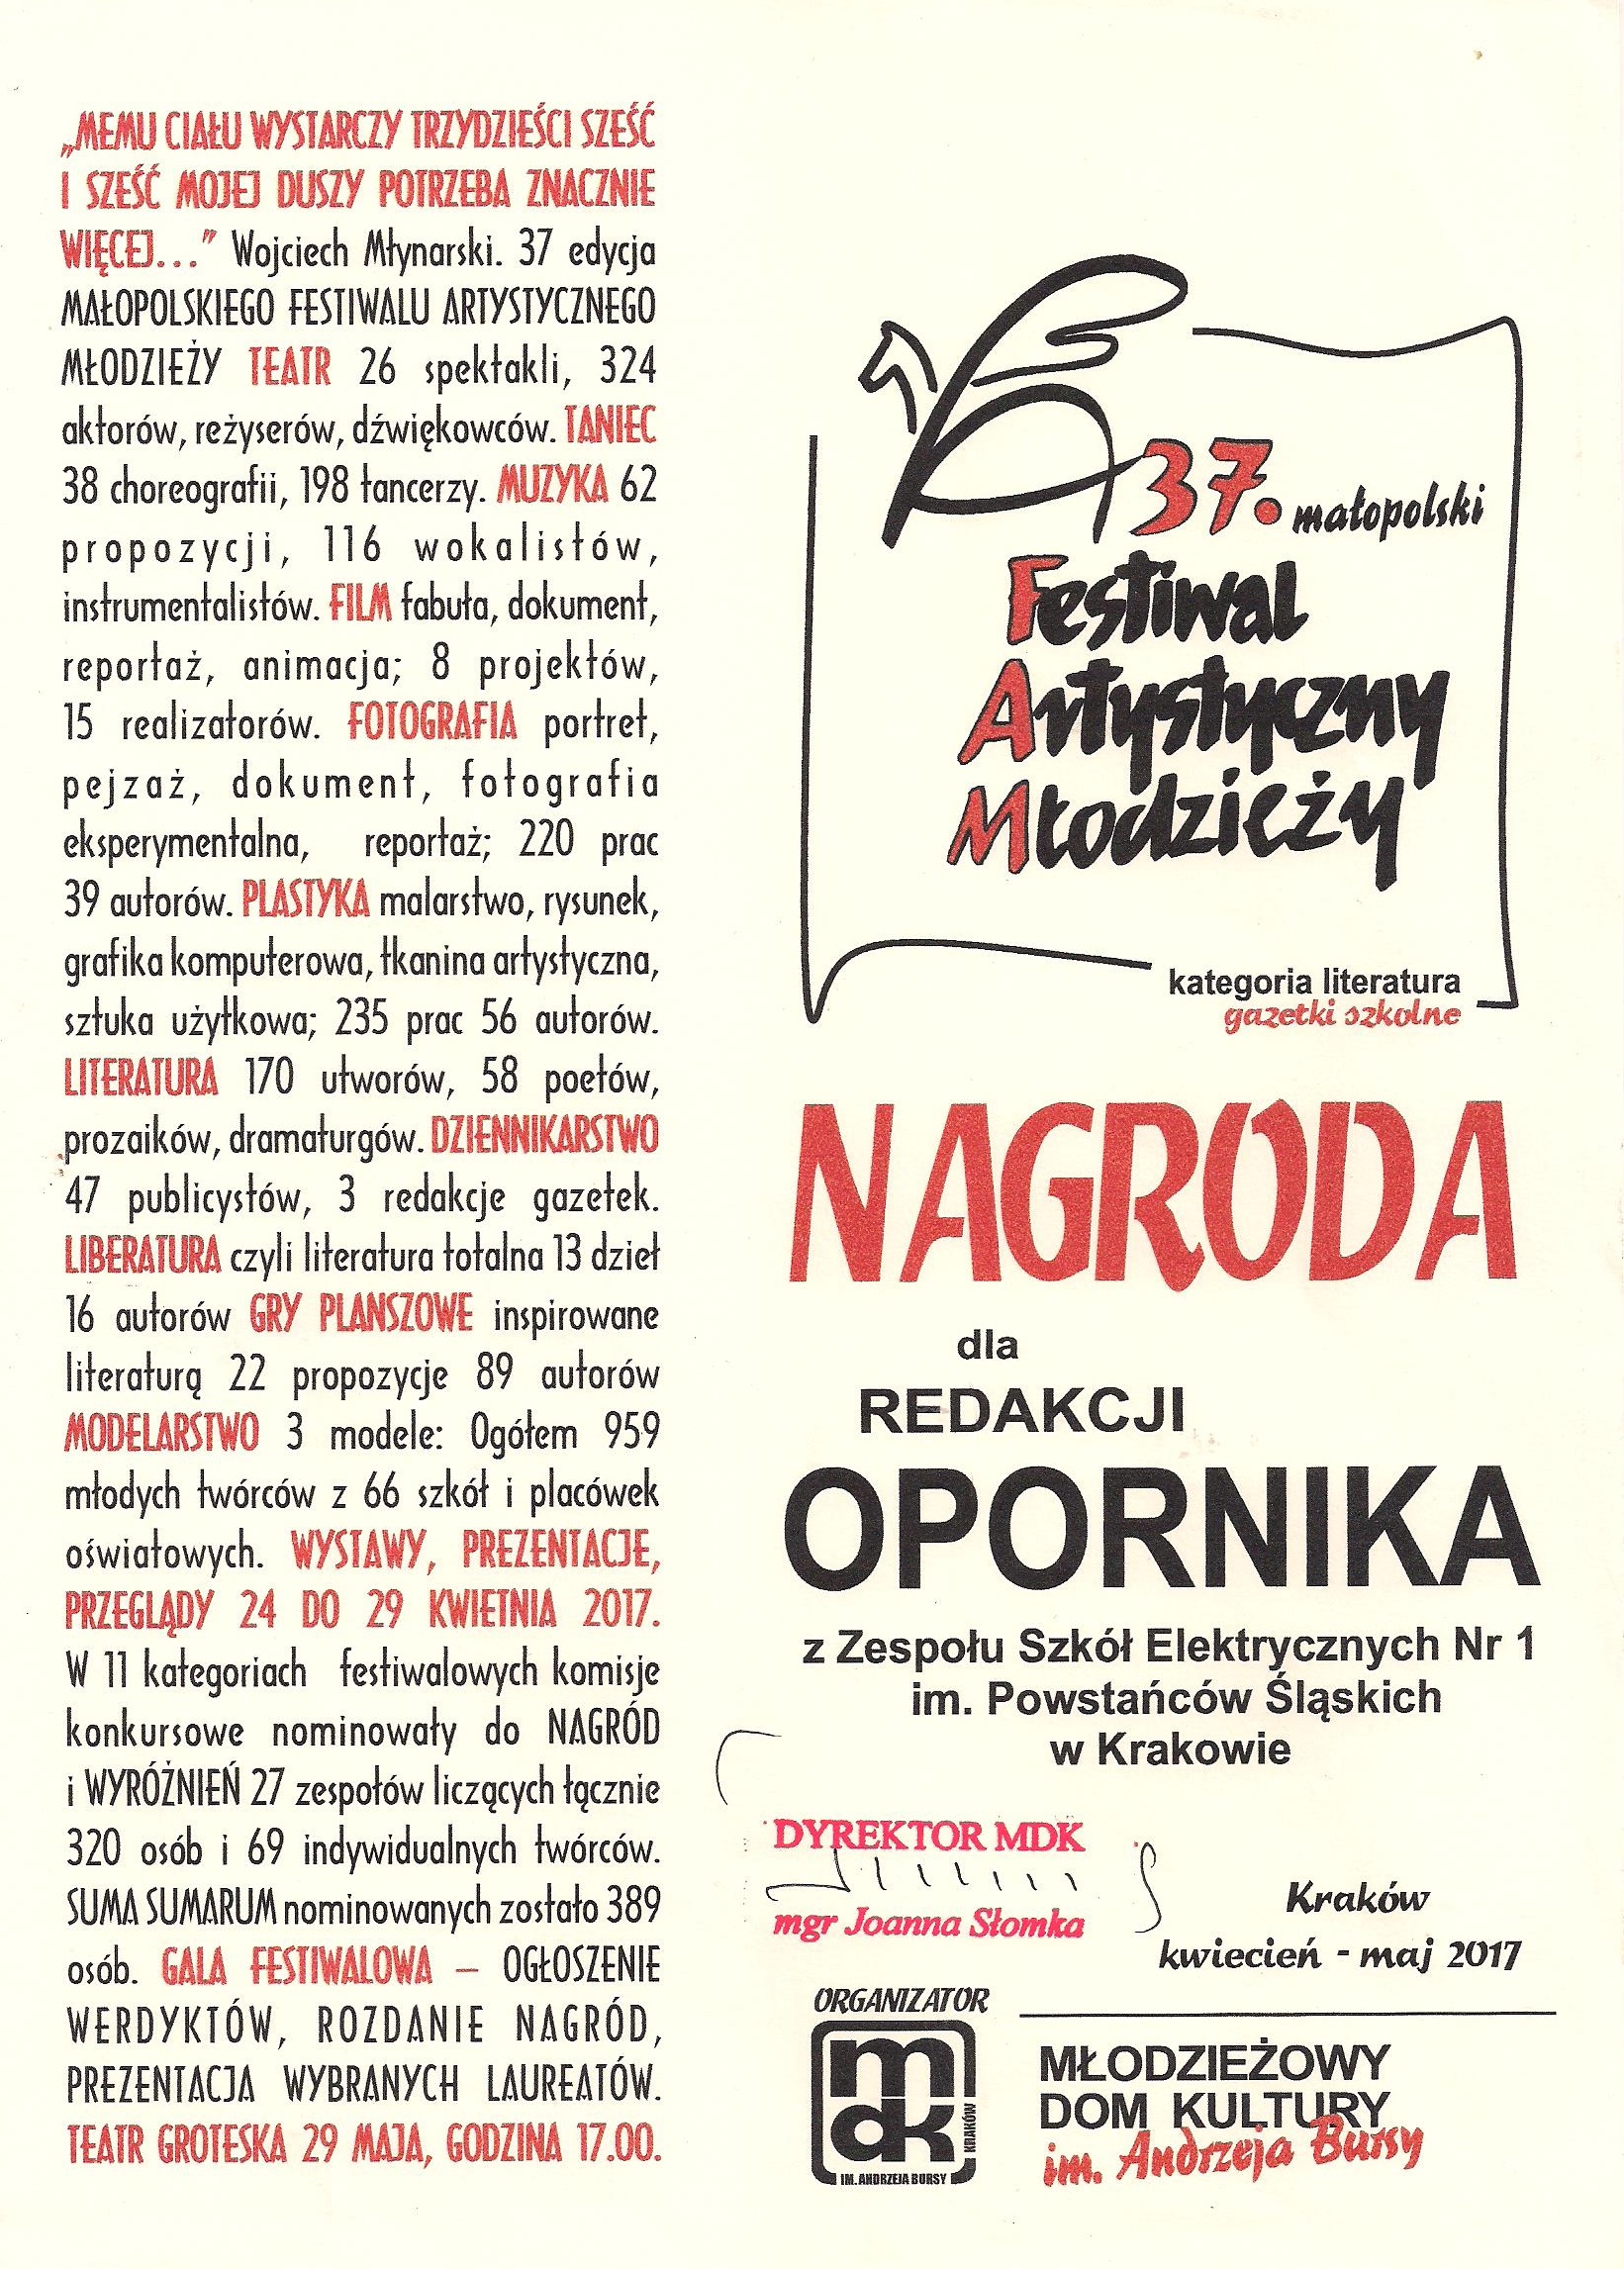 „MEMU CIAŁU WYSTARCZY TRZYDZIEŚCI SZEŚĆ
I SZEŚĆ MOJEJ DUSZY POTRZEBA ZNACZNIE
WIĘCEJ..." Wojciech Młynarski. 37 edycja
MAŁOPOLSKIEGO FESTIWALU ARTYSTYCZNEGO
MŁODZIEŻY TEATR 26 spektakli, 324
aktorów, reżyserów, dźwiękowców. TANIEC
38 choreografii, 198 tancerzy. MUZYKA 62
propozycji, 116 wokalistów,
instrumentalistów. FILM fabuła, dokument,
reportaż, animacja; 8 projektów,
15 realizatorów. FOTOGRAFIA portret,
pejzaż, dokument, fotografia
eksperymentalna, reportaż; 220 prac
39 autorów. PLASTYKA malarstwo, rysunek,
grafika komputerowa, tkanina artystyczna,
sztuka użytkowa; 235 prac 56 autorów.
LITERATURA 170 utworów, 58 poetów,
prozaików, dramaturgów. DZIENNIKARSTWO
47 publicystów, 3 redakcje gazetek.
LIBERATURA czyli literatura totalna 13 dzieł
16 autorów GRY PLANSZOWE inspirowane
literaturą 22 propozycje 89 autorów
MODELARSTWO 3 modele: Ogółem 959
młodych twórców z 66 szkół i placówek
oświatowych. WYSTAWY, PREZENTACJE,
PRZEGLĄDY 24 DO 29 KWIETNIA 2017.
W 11 kategoriach festiwalowych komisje
konkursowe nominowały do NAGRÓD
i WYRÓŻNIEŃ 27 zespołów liczących łącznie
320 osób i 69 indywidualnych twórców.
SUMA SUMARUM nominowanych zostało 389
osób. GALA FESTIWALOWA – OGŁOSZENIE
WERDYKTÓW, ROZDANIE NAGRÓD,
PREZENTACJA WYBRANYCH LAUREATÓW.
TEATR GROTESKA 29 MAJA, GODZINA 17.00.
37. małopolski
Festiwal
Artystyczny
Młodzieży
kategoria literatura
gazetki szkolne
NAGRODA
dla
REDAKCJI
OPORNIKA
z Zespołu Szkół Elektrycznych Nr 1
im. Powstańców Śląskich
w Krakowie
DYREKTOR MDK
mgr Joanna Słomka
Kraków
kwiecień - maj 2017
ORGANIZATOR
mdk
KRAKÓW
IM. ANDRZEJA BURSY
MŁODZIEŻOWY
DOM KULTURY
im. Andrzeja Bursy